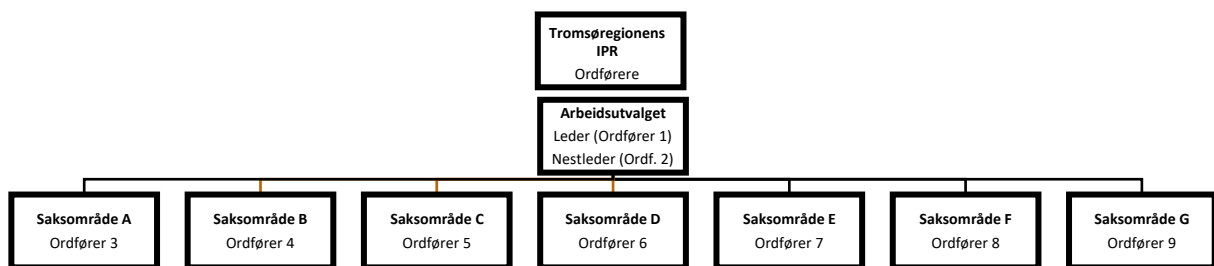 Tromsøregionens
IPR
Ordførere
Arbeidsutvalget
Leder (Ordfører 1)
Nestleder (Ordf. 2)
Saksområde A
Ordfører 3
Saksområde B
Ordfører 4
Saksområde C
Ordfører 5
Saksområde D
Ordfører 6
Saksområde E
Ordfører 7
Saksområde F
Ordfører 8
Saksområde G
Ordfører 9